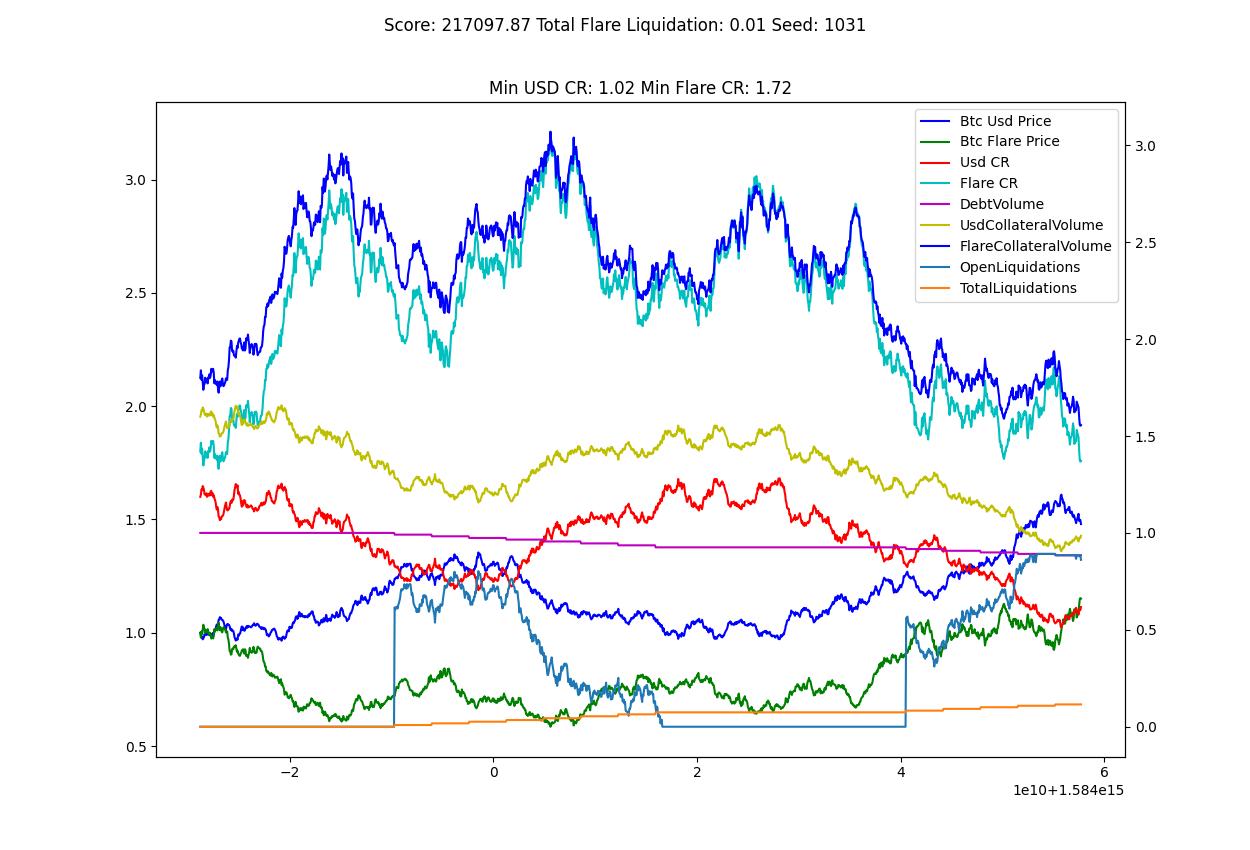 Score: 217097.87 Total Flare Liquidation: 0.01 Seed: 1031
Min USD CR: 1.02 Min Flare CR: 1.72
Btc Usd Price
Btc Flare Price
Usd CR
Flare CR
DebtVolume
UsdCollateralVolume
FlareCollateralVolume
OpenLiquidations
TotalLiquidations
3.0
2.5
2.0
1.5
1.0
0.5
3.0
2.5
2.0
1.5
1.0
0.5
0.0
−2
0
2
4
6
1e10+1.584e15